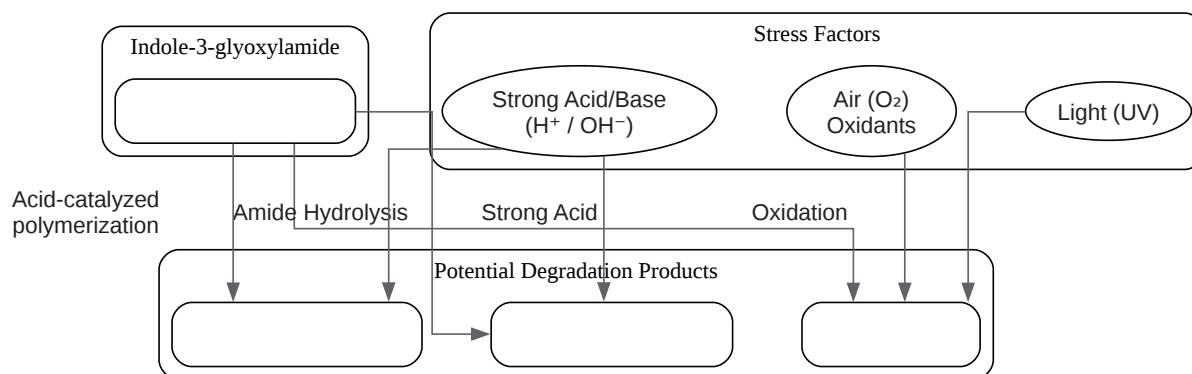 Indole-3-glyoxylamide
Stress Factors
Strong Acid/Base
(H⁺ / OH⁻)
Air (O₂)
Oxidants
Light (UV)
Acid-catalyzed
polymerization
Amide Hydrolysis
Strong Acid
Oxidation
Potential Degradation Products